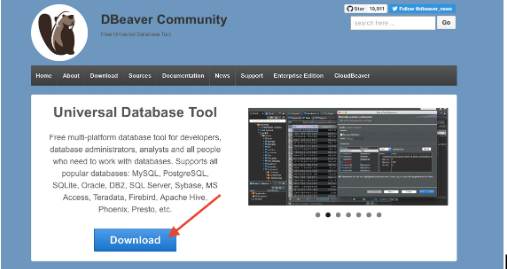 DBeaver Community
Free Universal Database Tool
Star 19,911 Follow @dbeaver_news
search here ... Go
Home About Download Sources Documentation News Support Enterprise Edition CloudBeaver
Universal Database Tool
Free multi-platform database tool for developers,
database administrators, analysts and all people
who need to work with databases. Supports all
popular databases: MySQL, PostgreSQL,
SQLite, Oracle, DB2, SQL Server, Sybase, MS
Access, Teradata, Firebird, Apache Hive,
Phoenix, Presto, etc.
Download